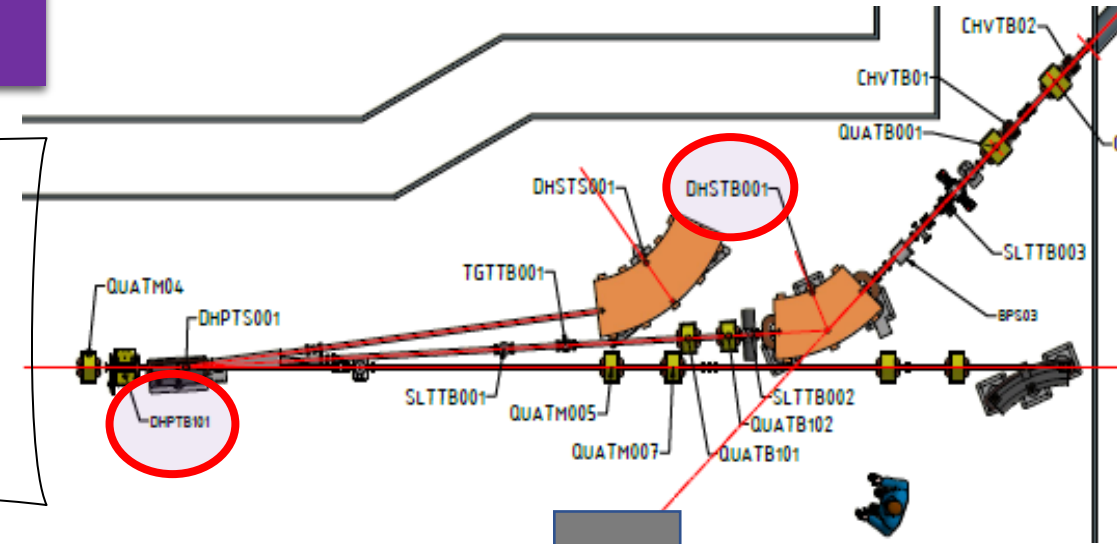 CHVTB02
CHVTB01
QUATB001
DHSTS001
DHSTB001
SLTTB003
TGTTB001
QUATM04
DHPTS001
BPS03
SLTTB001
SLTTB002
QUATM005
DHPTB101
QUATB102
QUATM007
QUATB101